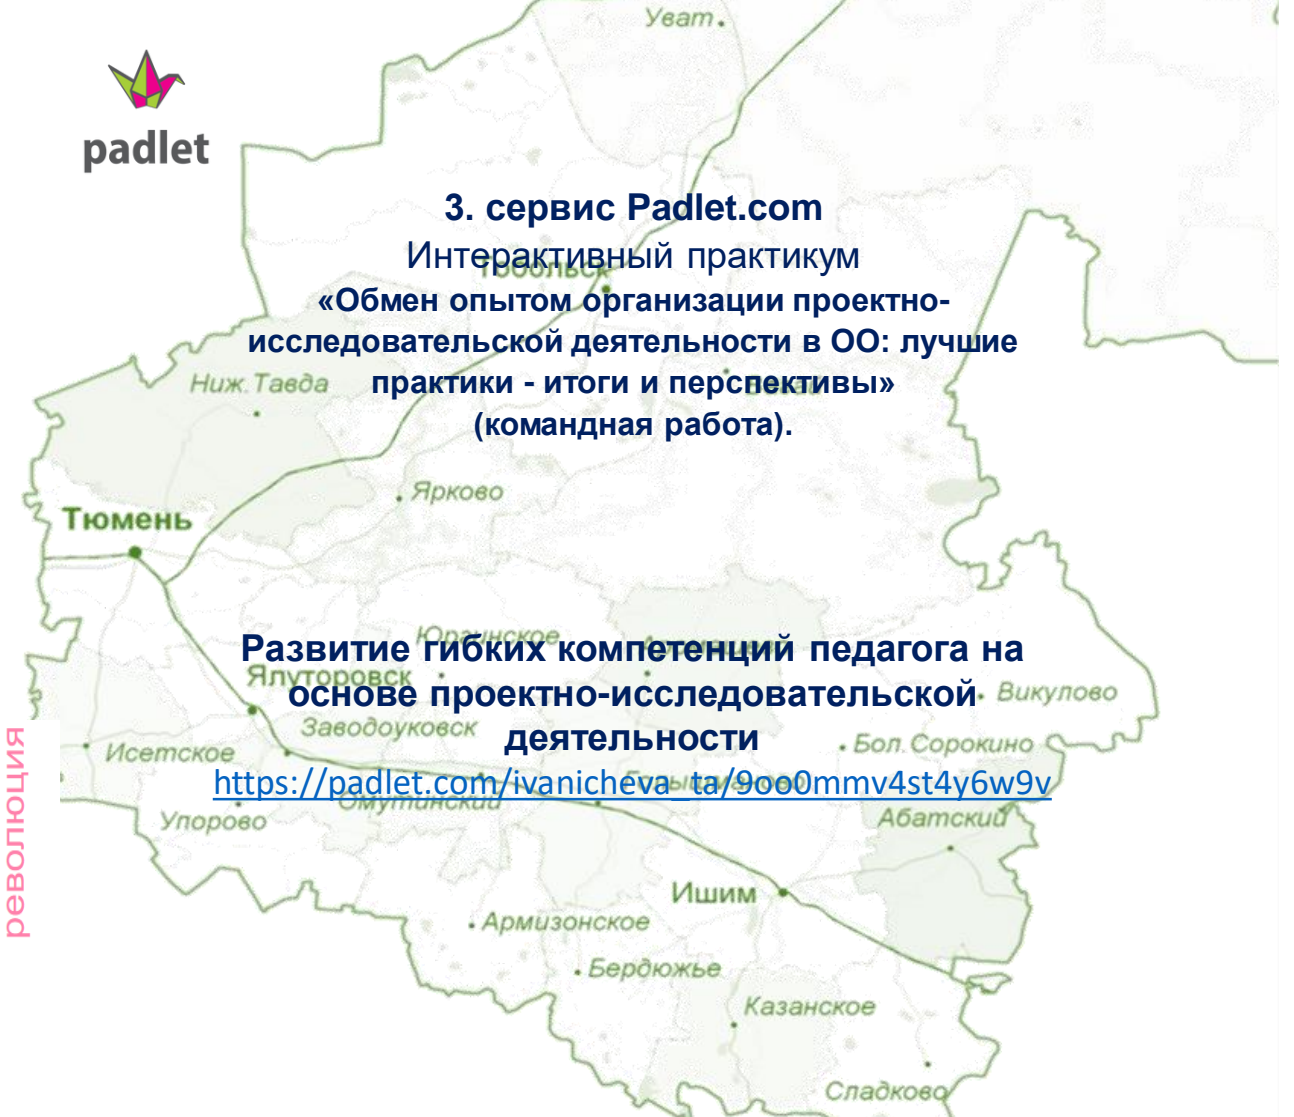 Уват
padlet
3. сервис Padlet.com
Интерактивный практикум
Тобольск
«Обмен опытом организации проектно-
исследовательской деятельности в ОО: лучшие
практики - итоги и перспективы»
Ниж.Тавда
(командная работа).
Ярково
Тюмень
Юргинское
Развитие гибких компетенций педагога на
Ялуторовск
основе проектно-исследовательской
Викулово
Заводоуковск
деятельности
Бол.Сорокино
Исетское
https://padlet.com/ivanicheva_ta/9oo0mmv4st4y6w9v
Омутинский
Упорово
Абатский
революция
Ишим
Армизонское
Бердюжье
Казанское
Сладково